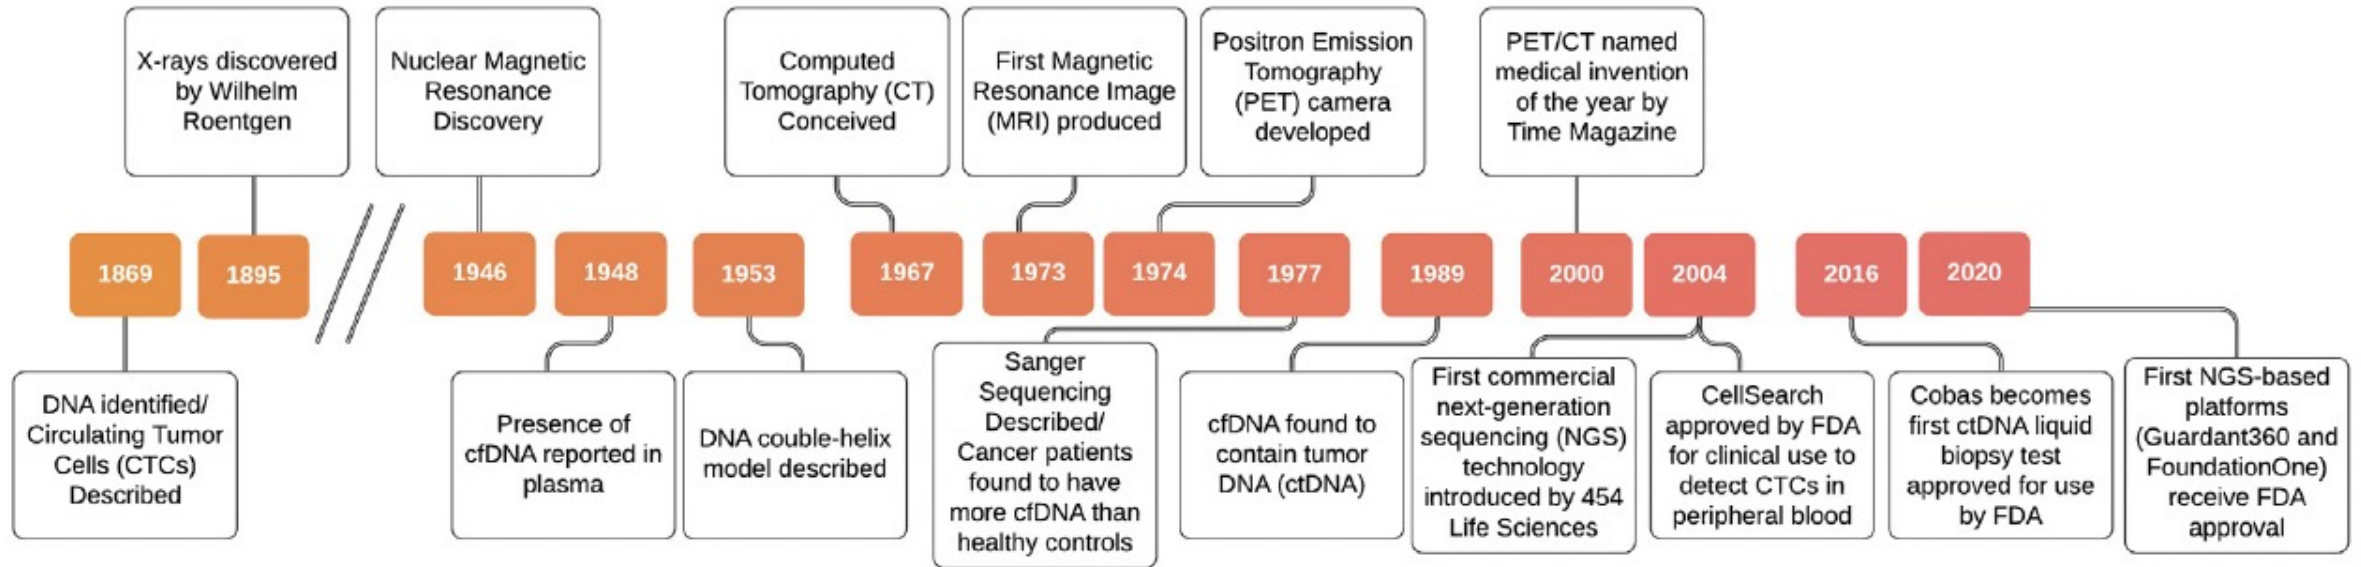 X-rays discovered
by Wilhelm
Roentgen
Nuclear Magnetic
Resonance
Discovery
Computed
Tomography (CT)
Conceived
First Magnetic
Resonance Image
(MRI) produced
Positron Emission
Tomography
(PET) camera
developed
PET/CT named
medical invention
of the year by
Time Magazine
1869
1895
1946
1948
1953
1967
1973
1974
1977
1989
2000
2004
2016
2020
DNA identified/
Circulating Tumor
Cells (CTCs)
Described
Presence of
cfDNA reported in
plasma
DNA couble-helix
model described
Sanger
Sequencing
Described/
Cancer patients
found to have
more cfDNA than
healthy controls
cfDNA found to
contain tumor
DNA (ctDNA)
First commercial
next-generation
sequencing (NGS)
technology
introduced by 454
Life Sciences
CellSearch
approved by FDA
for clinical use to
detect CTCs in
peripheral blood
Cobas becomes
first ctDNA liquid
biopsy test
approved for use
by FDA
First NGS-based
platforms
(Guardant360 and
FoundationOne)
receive FDA
approval